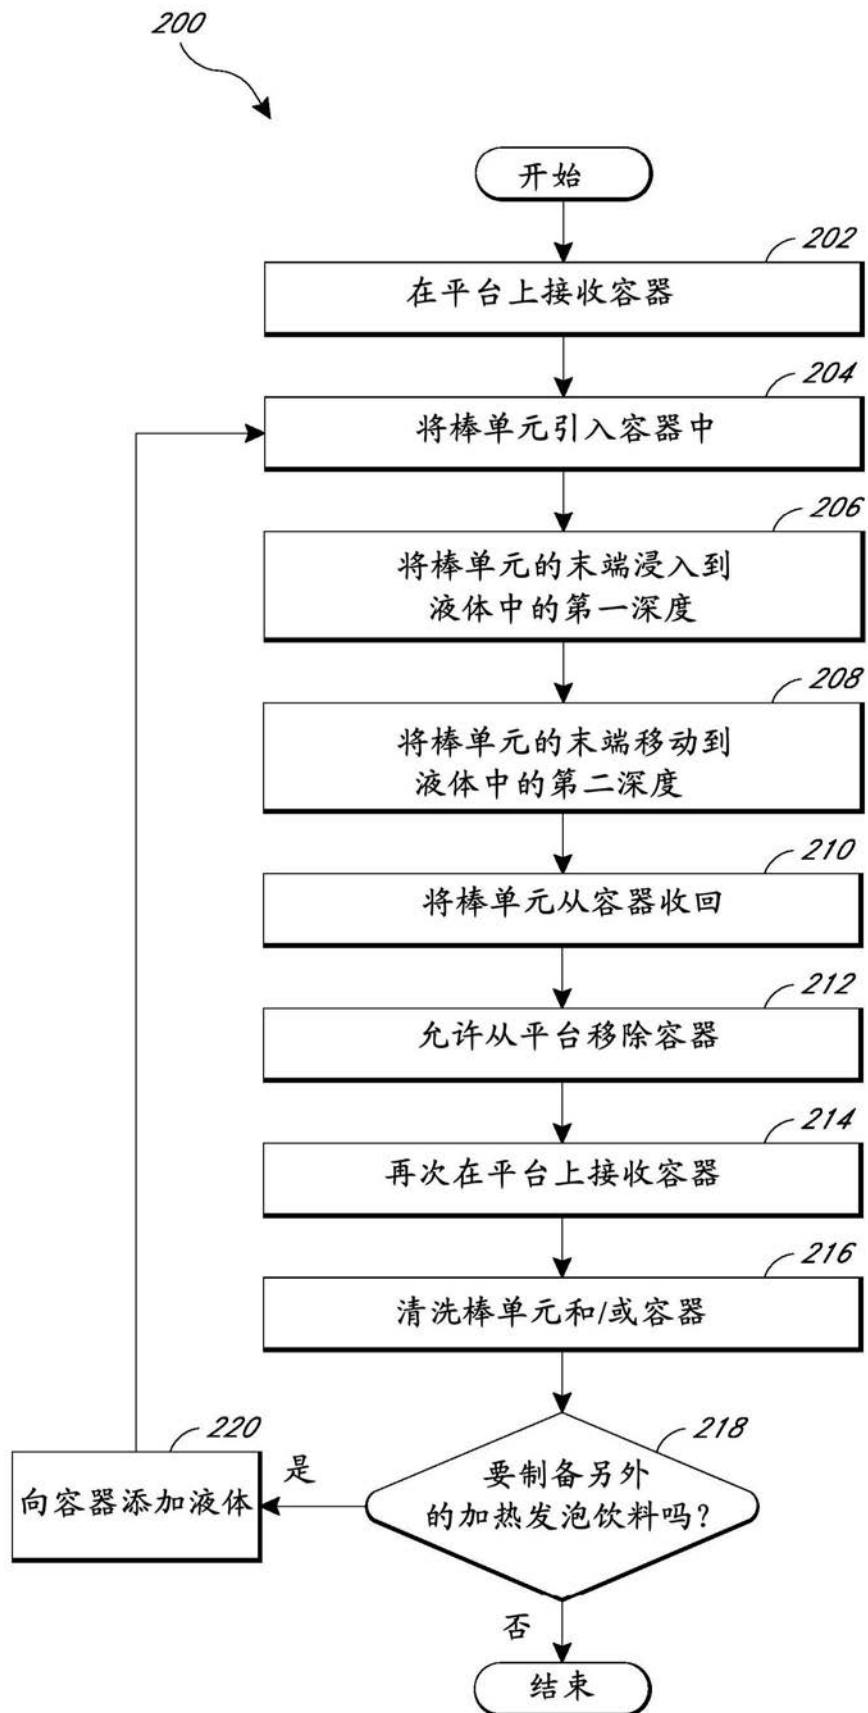 200
开始
202
在平台上接收容器
204
将棒单元引入容器中
206
将棒单元的末端浸入到
液体中的第一深度
208
将棒单元的末端移动到
液体中的第二深度
210
将棒单元从容器收回
212
允许从平台移除容器
214
再次在平台上接收容器
216
清洗棒单元和/或容器
218
要制备另外
的加热发泡饮料吗?
是
220
向容器添加液体
否
结束